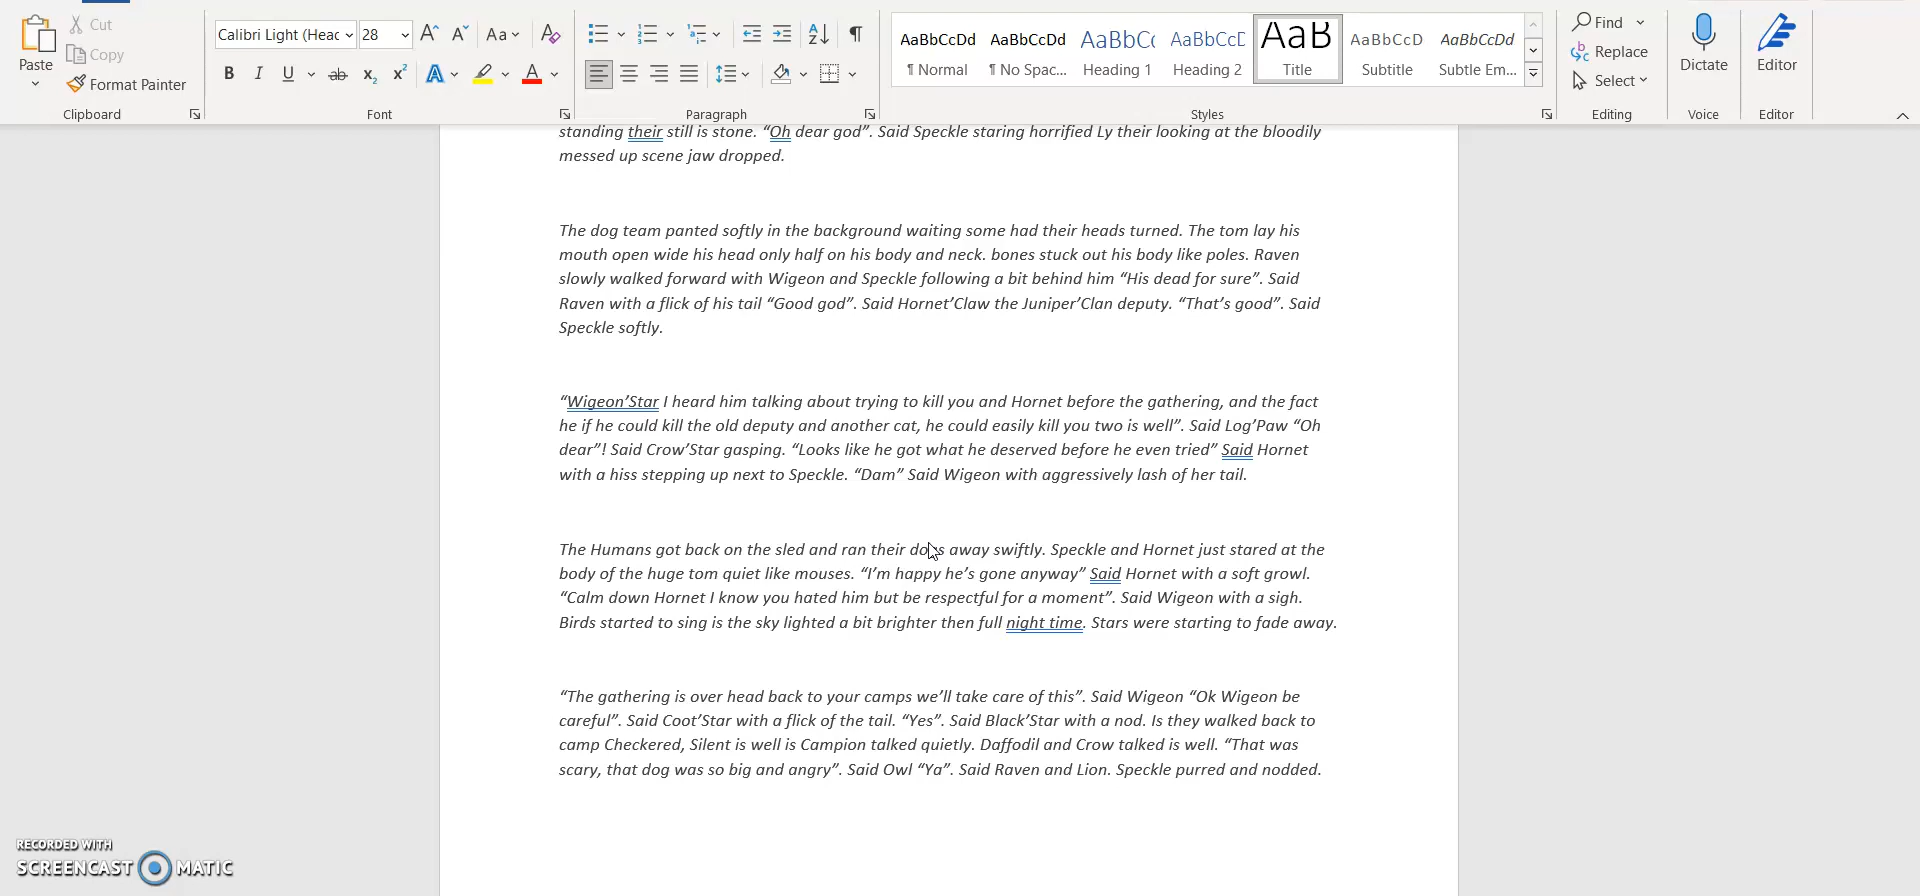 Paste
Cut
Copy
Format Painter
Clipboard
Calibri Light (Heac
28
Aa
B I U ab x₂ x² A A
Font
Paragraph
AaBbCcDd
¶ Normal
AaBbCcDd
¶ No Spac...
AaBbCc
Heading 1
AaBbCcD
Heading 2
AaB
Title
AaBbCcD
Subtitle
AaBbCcDd
Subtle Em...
Styles
Find
Replace
Select
Editing
Dictate
Voice
Editor
Editor
standing their still is stone. “Oh dear god”. Said Speckle staring horrified Ly their looking at the bloodily
messed up scene jaw dropped.
The dog team panted softly in the background waiting some had their heads turned. The tom lay his
mouth open wide his head only half on his body and neck. bones stuck out his body like poles. Raven
slowly walked forward with Wigeon and Speckle following a bit behind him “His dead for sure”. Said
Raven with a flick of his tail “Good god”. Said Hornet’Claw the Juniper’Clan deputy. “That’s good”. Said
Speckle softly.
“Wigeon’Star I heard him talking about trying to kill you and Hornet before the gathering, and the fact
he if he could kill the old deputy and another cat, he could easily kill you two is well”. Said Log’Paw “Oh
dear”! Said Crow’Star gasping. “Looks like he got what he deserved before he even tried” Said Hornet
with a hiss stepping up next to Speckle. “Dam” Said Wigeon with aggressively lash of her tail.
The Humans got back on the sled and ran their dogs away swiftly. Speckle and Hornet just stared at the
body of the huge tom quiet like mouses. “I’m happy he’s gone anyway” Said Hornet with a soft growl.
“Calm down Hornet I know you hated him but be respectful for a moment”. Said Wigeon with a sigh.
Birds started to sing is the sky lighted a bit brighter then full night time. Stars were starting to fade away.
“The gathering is over head back to your camps we’ll take care of this”. Said Wigeon “Ok Wigeon be
careful”. Said Coot’Star with a flick of the tail. “Yes”. Said Black’Star with a nod. Is they walked back to
camp Checkered, Silent is well is Campion talked quietly. Daffodil and Crow talked is well. “That was
scary, that dog was so big and angry”. Said Owl “Ya”. Said Raven and Lion. Speckle purred and nodded.
RECORDED WITH
SCREENCAST MATIC